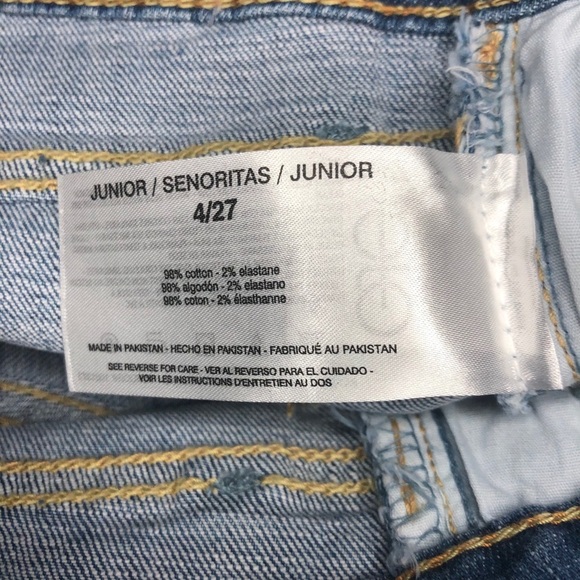 JUNIOR / SENORITAS / JUNIOR
4/27
98% cotton - 2% elastane
98% algodón - 2% elastano
98% coton - 2% élasthanne
MADE IN PAKISTAN - HECHO EN PAKISTAN - FABRIQUÉ AU PAKISTAN
SEE REVERSE FOR CARE - VER AL REVERSO PARA EL CUIDADO -
VOIR LES INSTRUCTIONS D'ENTRETIEN AU DOS